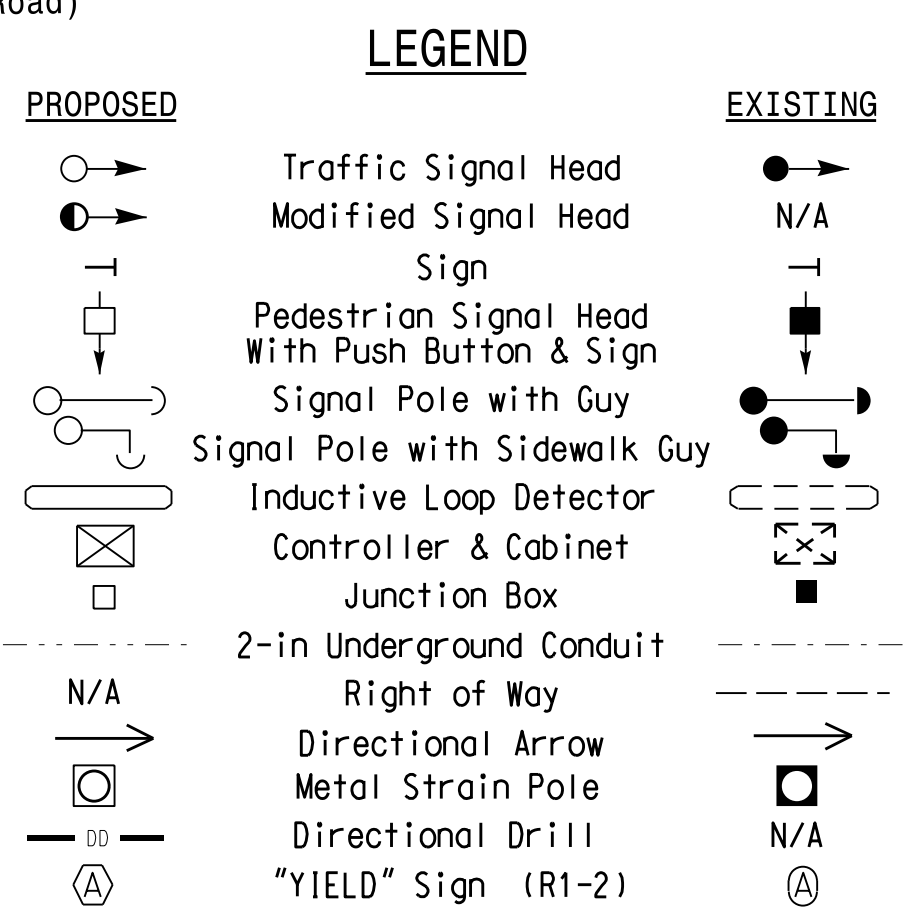 Road)
LEGEND
PROPOSED EXISTING
Traffic Signal Head
Modified Signal Head N/A
Sign
Pedestrian Signal Head
With Push Button & Sign
Signal Pole with Guy
Signal Pole with Sidewalk Guy
Inductive Loop Detector
Controller & Cabinet
Junction Box
2-in Underground Conduit
N/A Right of Way
Directional Arrow
Metal Strain Pole
DD Directional Drill N/A
A "YIELD" Sign (R1-2) A